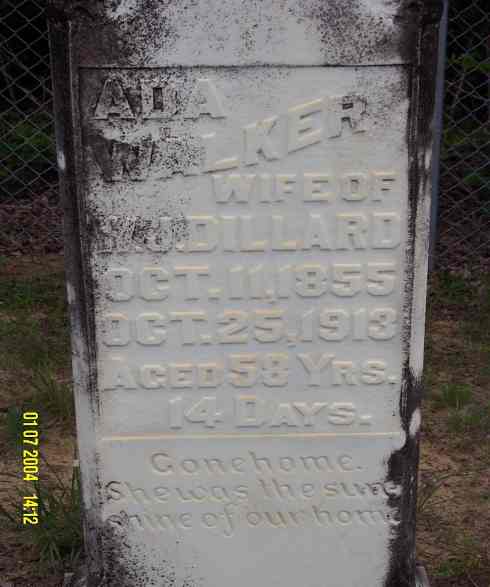 ADA
WALKER
WIFE OF
J. DILLARD
OCT. 11, 1855
OCT. 25, 1913
AGED 58 YRS.
14 DAYS.
Gone home.
She was the sun
shine of our home
01 07 2004 14:12